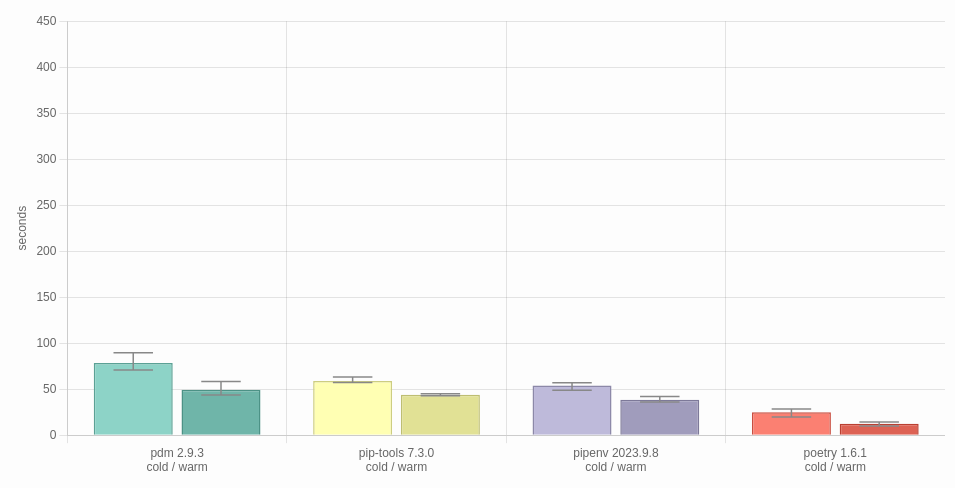 450
400
350
300
250
200
150
100
50
0
seconds
pdm 2.9.3
cold / warm
pip-tools 7.3.0
cold / warm
pipenv 2023.9.8
cold / warm
poetry 1.6.1
cold / warm